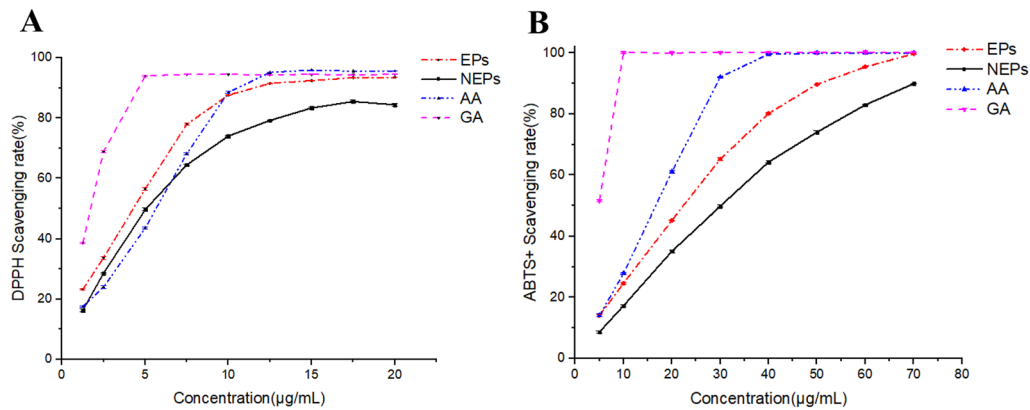 A
DPPH Scavenging rate(%)
100
80
60
40
20
0
0
5
10
15
20
Concentration(μg/mL)
EPs
NEPs
AA
GA
B
ABTS+ Scavenging rate(%)
100
80
60
40
20
0
0
10
20
30
40
50
60
70
80
Concentration(μg/mL)
EPs
NEPs
AA
GA